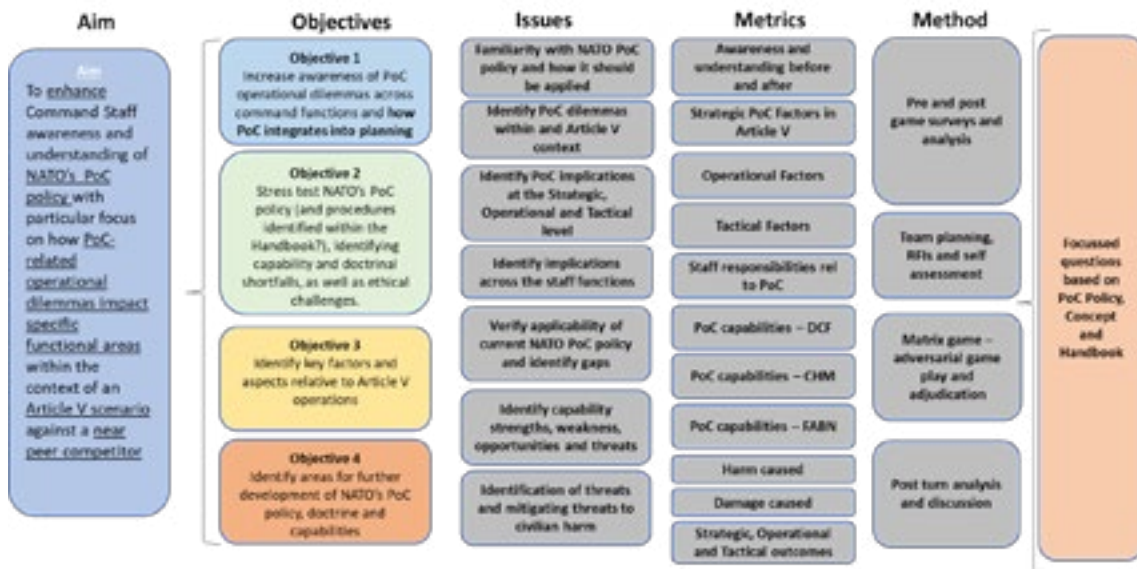 Aim
Objectives
Issues
Metrics
Method
Aim
To enhance
Command Staff
awareness and
understanding of
NATO's PoC
policy with
particular focus
on how PoC-
related
operational
dilemmas impact
specific
functional areas
within the
context of an
Article V scenario
against a near
peer competitor
Objective 1
Increase awareness of PoC
operational dilemmas across
command functions and how
PoC integrates into planning
Objective 2
Stress test NATO's PoC
policy (and procedures
identified within the
Handbook?), identifying
capability and doctrinal
shortfalls, as well as ethical
challenges.
Objective 3
Identify key factors and
aspects relative to Article V
operations
Objective 4
Identify areas for further
development of NATO's PoC
policy, doctrine and
capabilities
Familiarity with NATO PoC
policy and how it should
be applied
Identify PoC dilemmas
within and Article V
context
Identify PoC implications
at the Strategic,
Operational and Tactical
level
Identify implications
across the staff functions
Verify applicability of
current NATO PoC policy
and identify gaps
Identify capability
strengths, weakness,
opportunities and threats
Identification of threats
and mitigating threats to
civilian harm
Awareness and
understanding before
and after
Strategic PoC Factors in
Article V
Operational Factors
Tactical Factors
Staff responsibilities rel
to PoC
PoC capabilities – DCF
PoC capabilities – CHM
PoC capabilities – FABN
Harm caused
Damage caused
Strategic, Operational
and Tactical outcomes
Pre and post
game surveys and
analysis
Team planning,
RFIs and self
assessment
Matrix game –
adversarial game
play and
adjudication
Post turn analysis
and discussion
Focussed
questions
based on
PoC Policy,
Concept
and
Handbook